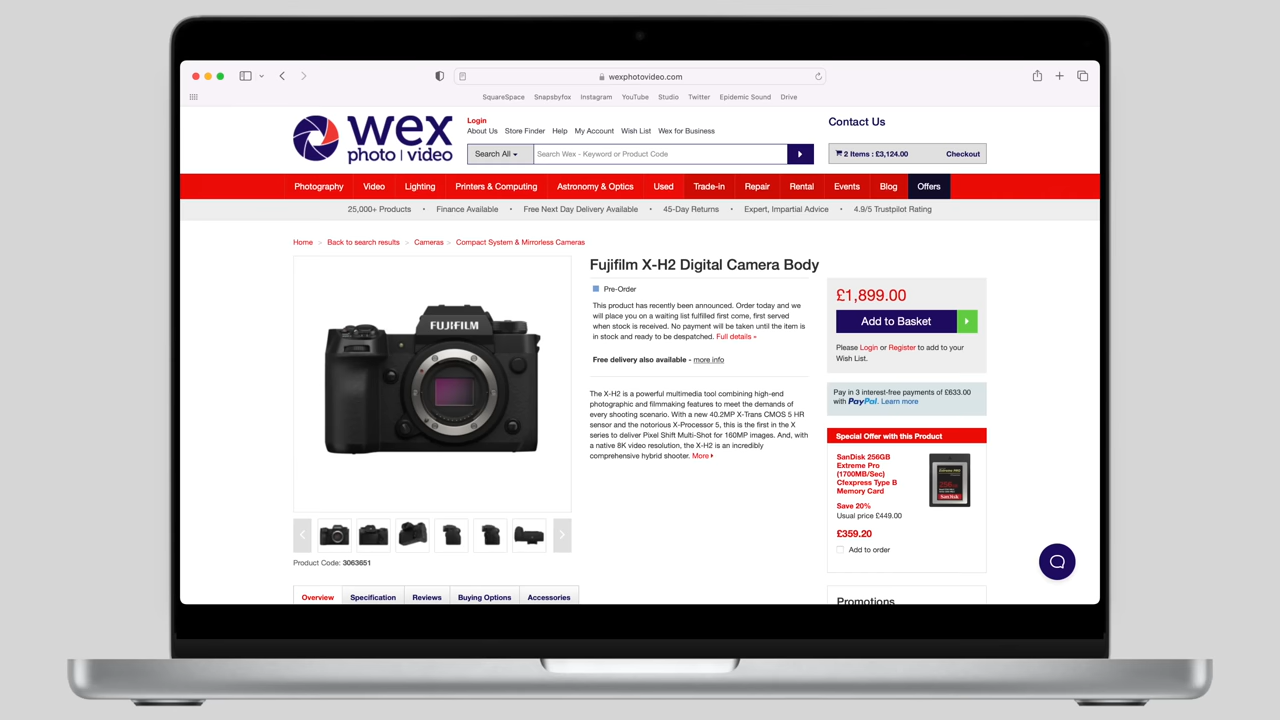 wexphotovideo.com
SquareSpace Snapsbyfox Instagram YouTube Studio Twitter Epidemic Sound Drive
wex
photo | video
Login
About Us Store Finder Help My Account Wish List Wex for Business
Contact Us
Search All Search Wex - Keyword or Product Code
2 Items : £3,124.00 Checkout
Photography Video Lighting Printers & Computing Astronomy & Optics Used Trade-in Repair Rental Events Blog Offers
25,000+ Products • Finance Available • Free Next Day Delivery Available • 45-Day Returns • Expert, Impartial Advice • 4.9/5 Trustpilot Rating
Home > Back to search results > Cameras > Compact System & Mirrorless Cameras
FUJIFILM
Product Code: 3063651
Fujifilm X-H2 Digital Camera Body
Pre-Order
This product has recently been announced. Order today and we
will place you on a waiting list fulfilled first come, first served
when stock is received. No payment will be taken until the item is
in stock and ready to be despatched. Full details »
Free delivery also available - more info
The X-H2 is a powerful multimedia tool combining high-end
photographic and filmmaking features to meet the demands of
every shooting scenario. With a new 40.2MP X-Trans CMOS 5 HR
sensor and the notorious X-Processor 5, this is the first in the X
series to deliver Pixel Shift Multi-Shot for 160MP images. And, with
a native 8K video resolution, the X-H2 is an incredibly
comprehensive hybrid shooter. More
£1,899.00
Add to Basket
Please Login or Register to add to your
Wish List.
Pay in 3 interest-free payments of £633.00
with PayPal. Learn more
Special Offer with this Product
SanDisk 256GB
Extreme Pro
(1700MB/Sec)
Cfexpress Type B
Memory Card
Save 20%
Usual price £449.00
£359.20
Add to order
SanDisk
Overview Specification Reviews Buying Options Accessories
Promotions